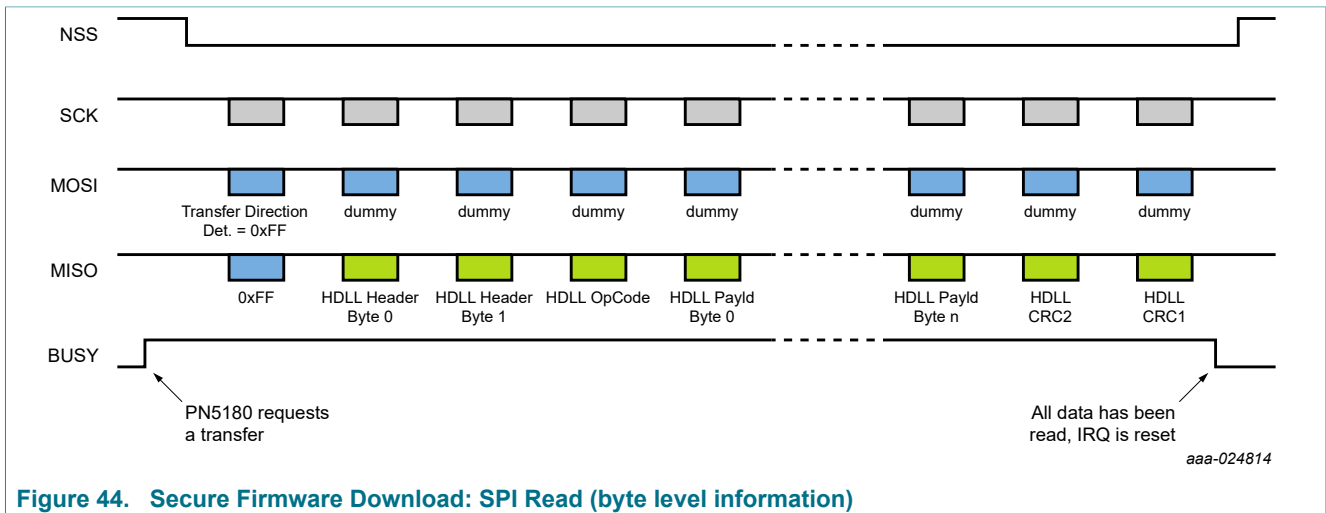 NSS
SCK
MOSI
Transfer Direction
Det. = 0xFF
dummy
dummy
dummy
dummy
dummy
dummy
dummy
MISO
0xFF
HDLL Header
Byte 0
HDLL Header
Byte 1
HDLL OpCode
HDLL Payld
Byte 0
HDLL Payld
Byte n
HDLL
CRC2
HDLL
CRC1
BUSY
PN5180 requests
a transfer
All data has been
read, IRQ is reset
aaa-024814
Figure 44. Secure Firmware Download: SPI Read (byte level information)